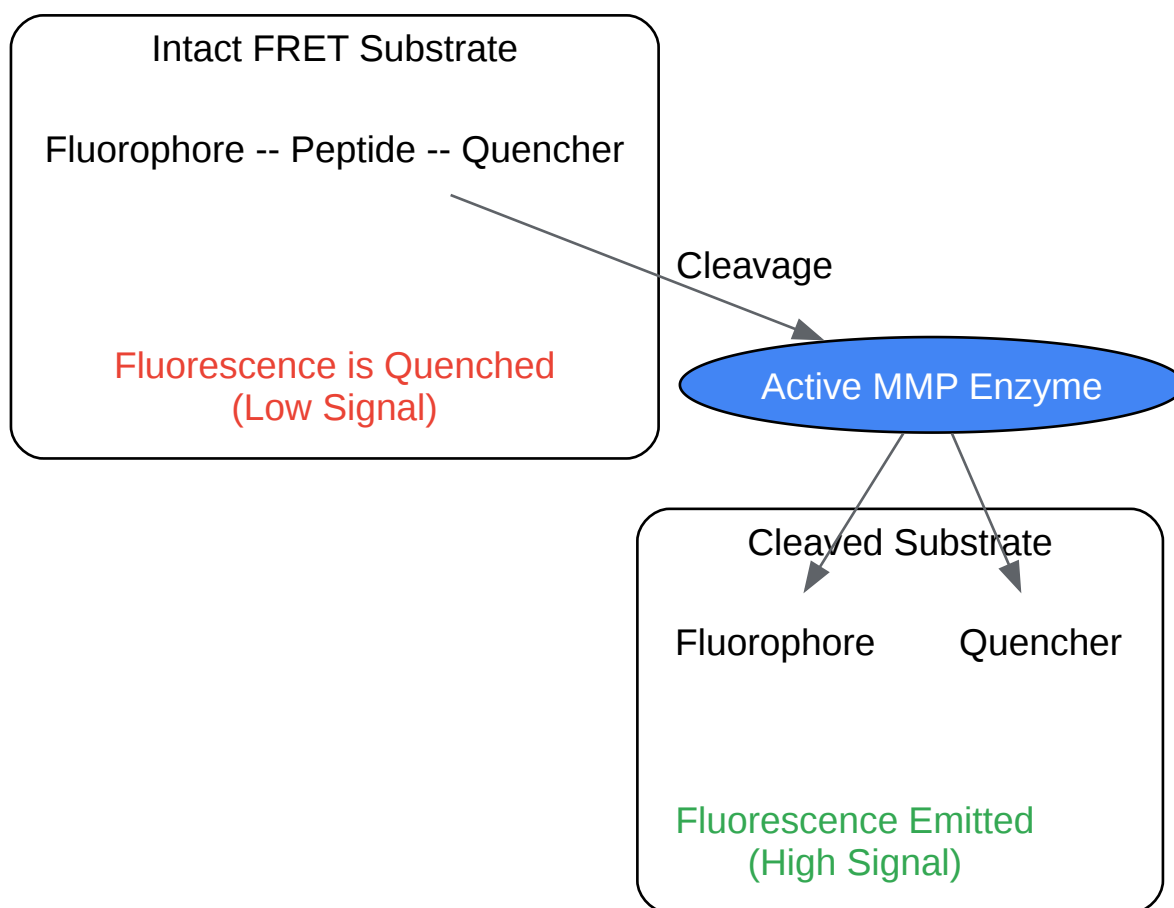 Intact FRET Substrate
Fluorophore -- Peptide -- Quencher
Cleavage
Fluorescence is Quenched
(Low Signal)
Active MMP Enzyme
Cleaved Substrate
Fluorophore
Quencher
Fluorescence Emitted
(High Signal)